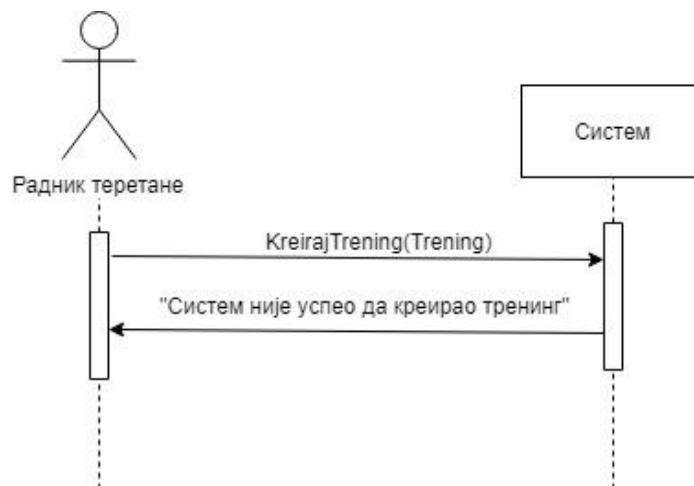 Систем
Радник теретане
KreirajTrening(Trening)
"Систем није успео да креирао тренинг"